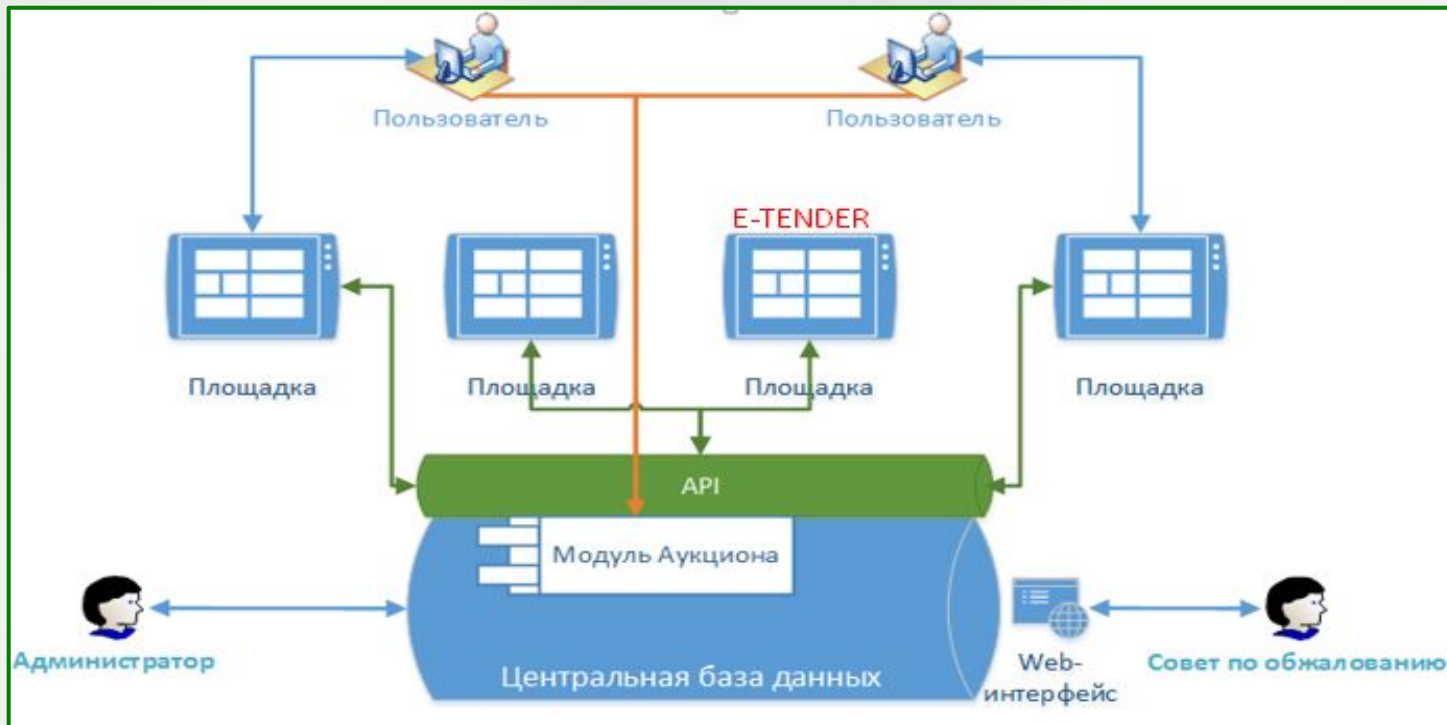 Пользователь
Пользователь
E-TENDER
Площадка
Площадка
Площадка
Площадка
API
Модуль Аукциона
Администратор
Центральная база данных
Web-
интерфейс
Совет по обжалованию